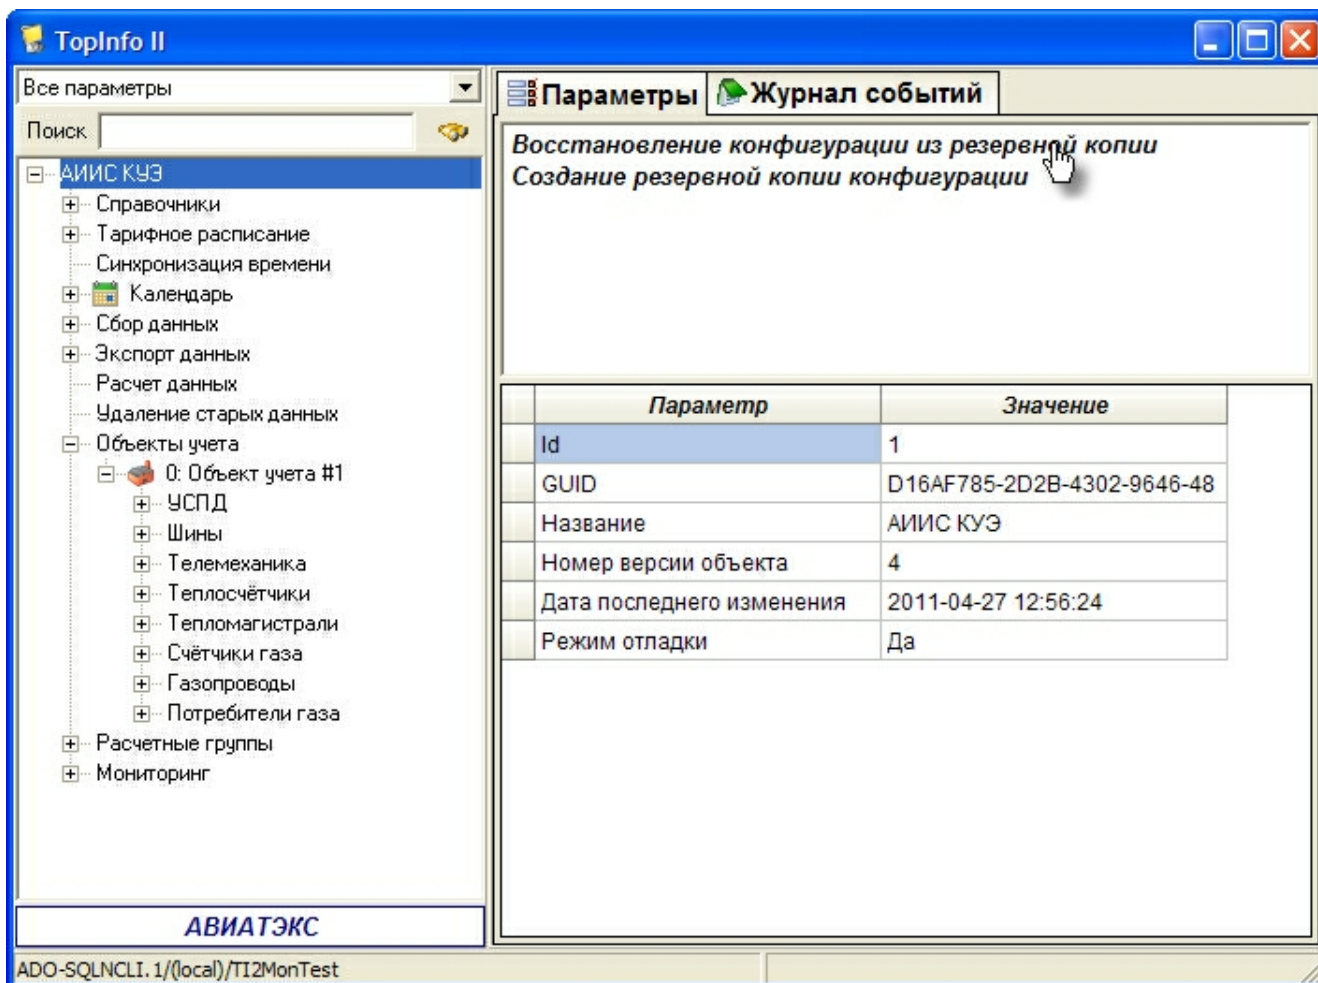 TopInfo II
Все параметры
Поиск
АИИС КУЭ
Справочники
Тарифное расписание
Синхронизация времени
Календарь
Сбор данных
Экспорт данных
Расчет данных
Удаление старых данных
Объекты учета
0: Объект учета #1
УСПД
Шины
Телемеханика
Теплосчётчики
Тепломагистрали
Счётчики газа
Газопроводы
Потребители газа
Расчетные группы
Мониторинг
АВИАТЭКС
Параметры Журнал событий
Восстановление конфигурации из резервной копии
Создание резервной копии конфигурации
Параметр Значение
Id 1
GUID D16AF785-2D2B-4302-9646-48
Название АИИС КУЭ
Номер версии объекта 4
Дата последнего изменения 2011-04-27 12:56:24
Режим отладки Да
ADO-SQLNCLI.1/(local)/TI2MonTest